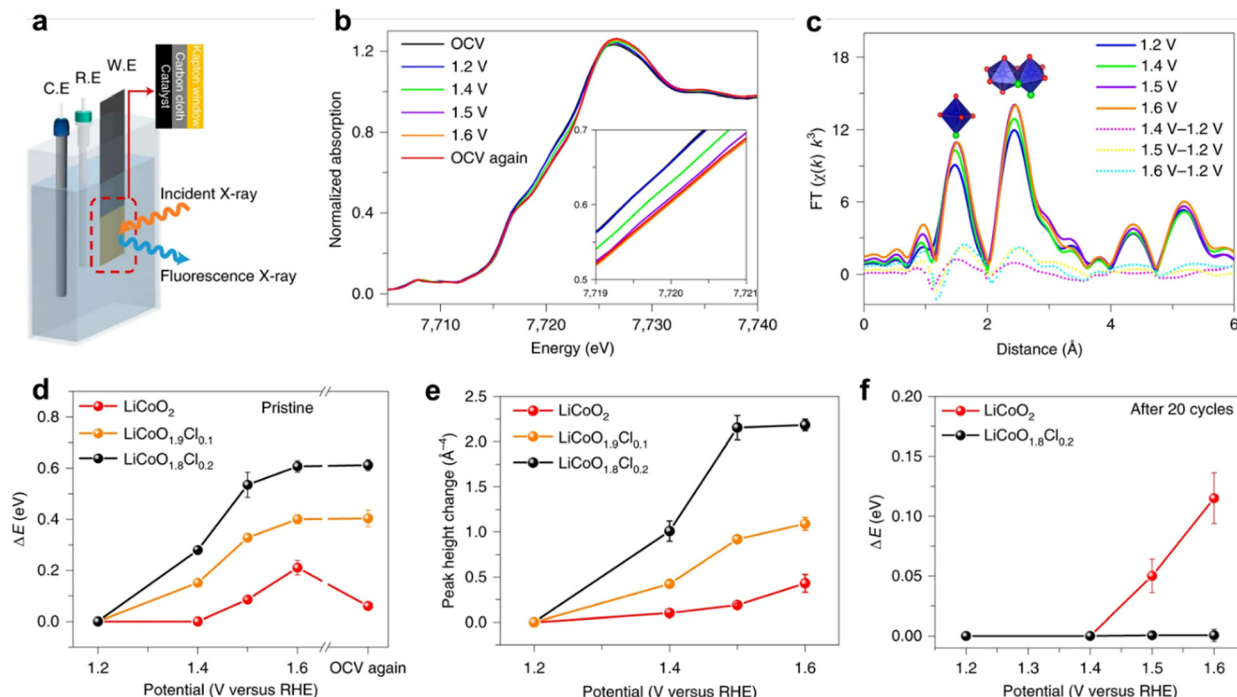 a
C.E
R.E
W.E
Catalyst
Carbon cloth
Kapton window
Incident X-ray
Fluorescence X-ray
b
Normalized absorption
1.2
0.8
0.4
0.0
OCV
1.2 V
1.4 V
1.5 V
1.6 V
OCV again
0.7
0.6
0.5
7,719
7,720
7,721
7,710
7,720
7,730
7,740
Energy (eV)
c
FT (χ(k) k³)
18
12
6
0
1.2 V
1.4 V
1.5 V
1.6 V
1.4 V–1.2 V
1.5 V–1.2 V
1.6 V–1.2 V
0
2
4
6
Distance (Å)
d
ΔE (eV)
0.8
0.6
0.4
0.2
0.0
LiCoO₂
LiCoO₁.₉Cl₀.₁
LiCoO₁.₈Cl₀.₂
Pristine
1.2
1.4
1.6
OCV again
Potential (V versus RHE)
e
Peak height change (Å⁻⁴)
2.5
2.0
1.5
1.0
0.5
0.0
LiCoO₂
LiCoO₁.₉Cl₀.₁
LiCoO₁.₈Cl₀.₂
1.2
1.4
1.6
Potential (V versus RHE)
f
ΔE (eV)
0.20
0.15
0.10
0.05
0.00
LiCoO₂
LiCoO₁.₈Cl₀.₂
After 20 cycles
1.2
1.3
1.4
1.5
1.6
Potential (V versus RHE)